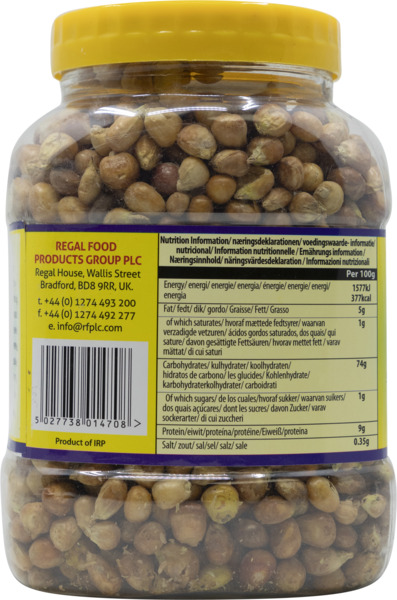 REGAL FOOD
PRODUCTS GROUP PLC
Regal House, Wallis Street
Bradford, BD8 9RR, UK.
t. +44 (0) 1274 493 200
f. +44 (0) 1274 492 277
e. info@rfplc.com
5 027738 014708 >
Product of IRP
Nutrition Information/ næringsdeklarationen/ voedingswaarde- informatie/
nutricional/ Information nutritionnelle / Ernährungs information /
Næringsinnhold/ näringsvärdesdeklaration / Informazioni nutrizionali
Per 100g
Energy/ energi/ energie/ energía/ énergie/ energie/ energi/
energia
1577kJ
377kcal
Fat/ fedt/ dik/ gordo/ Graisse/ Fett/ Grasso
5g
of which saturates/ hvoraf mættede fedtsyrer/ waarvan
verzadigde vetzuren/ ácidos gordos saturados, dos quais/ qui
sature/ davon gesättigte Fettsäuren/ hvorav mettet fett / varav
mättat/ di cui saturi
1g
Carbohydrates/ kulhydrater/ koolhydraten/
hidratos de carbono/ les glucides/ Kohlenhydrate/
karbohydraterkolhydrater/ carboidrati
74g
Of which sugars/ de los cuales/hvoraf sukker/ waarvan suikers/
dos quais açúcares/ dont les sucres/ davon Zucker/ varav
sockerarter/ di cui zuccheri
1g
Protein/eiwit/proteína/protéine/Eiweiß/proteina
9g
Salt/ zout/ sal/sel/ salz/ sale
0.35g